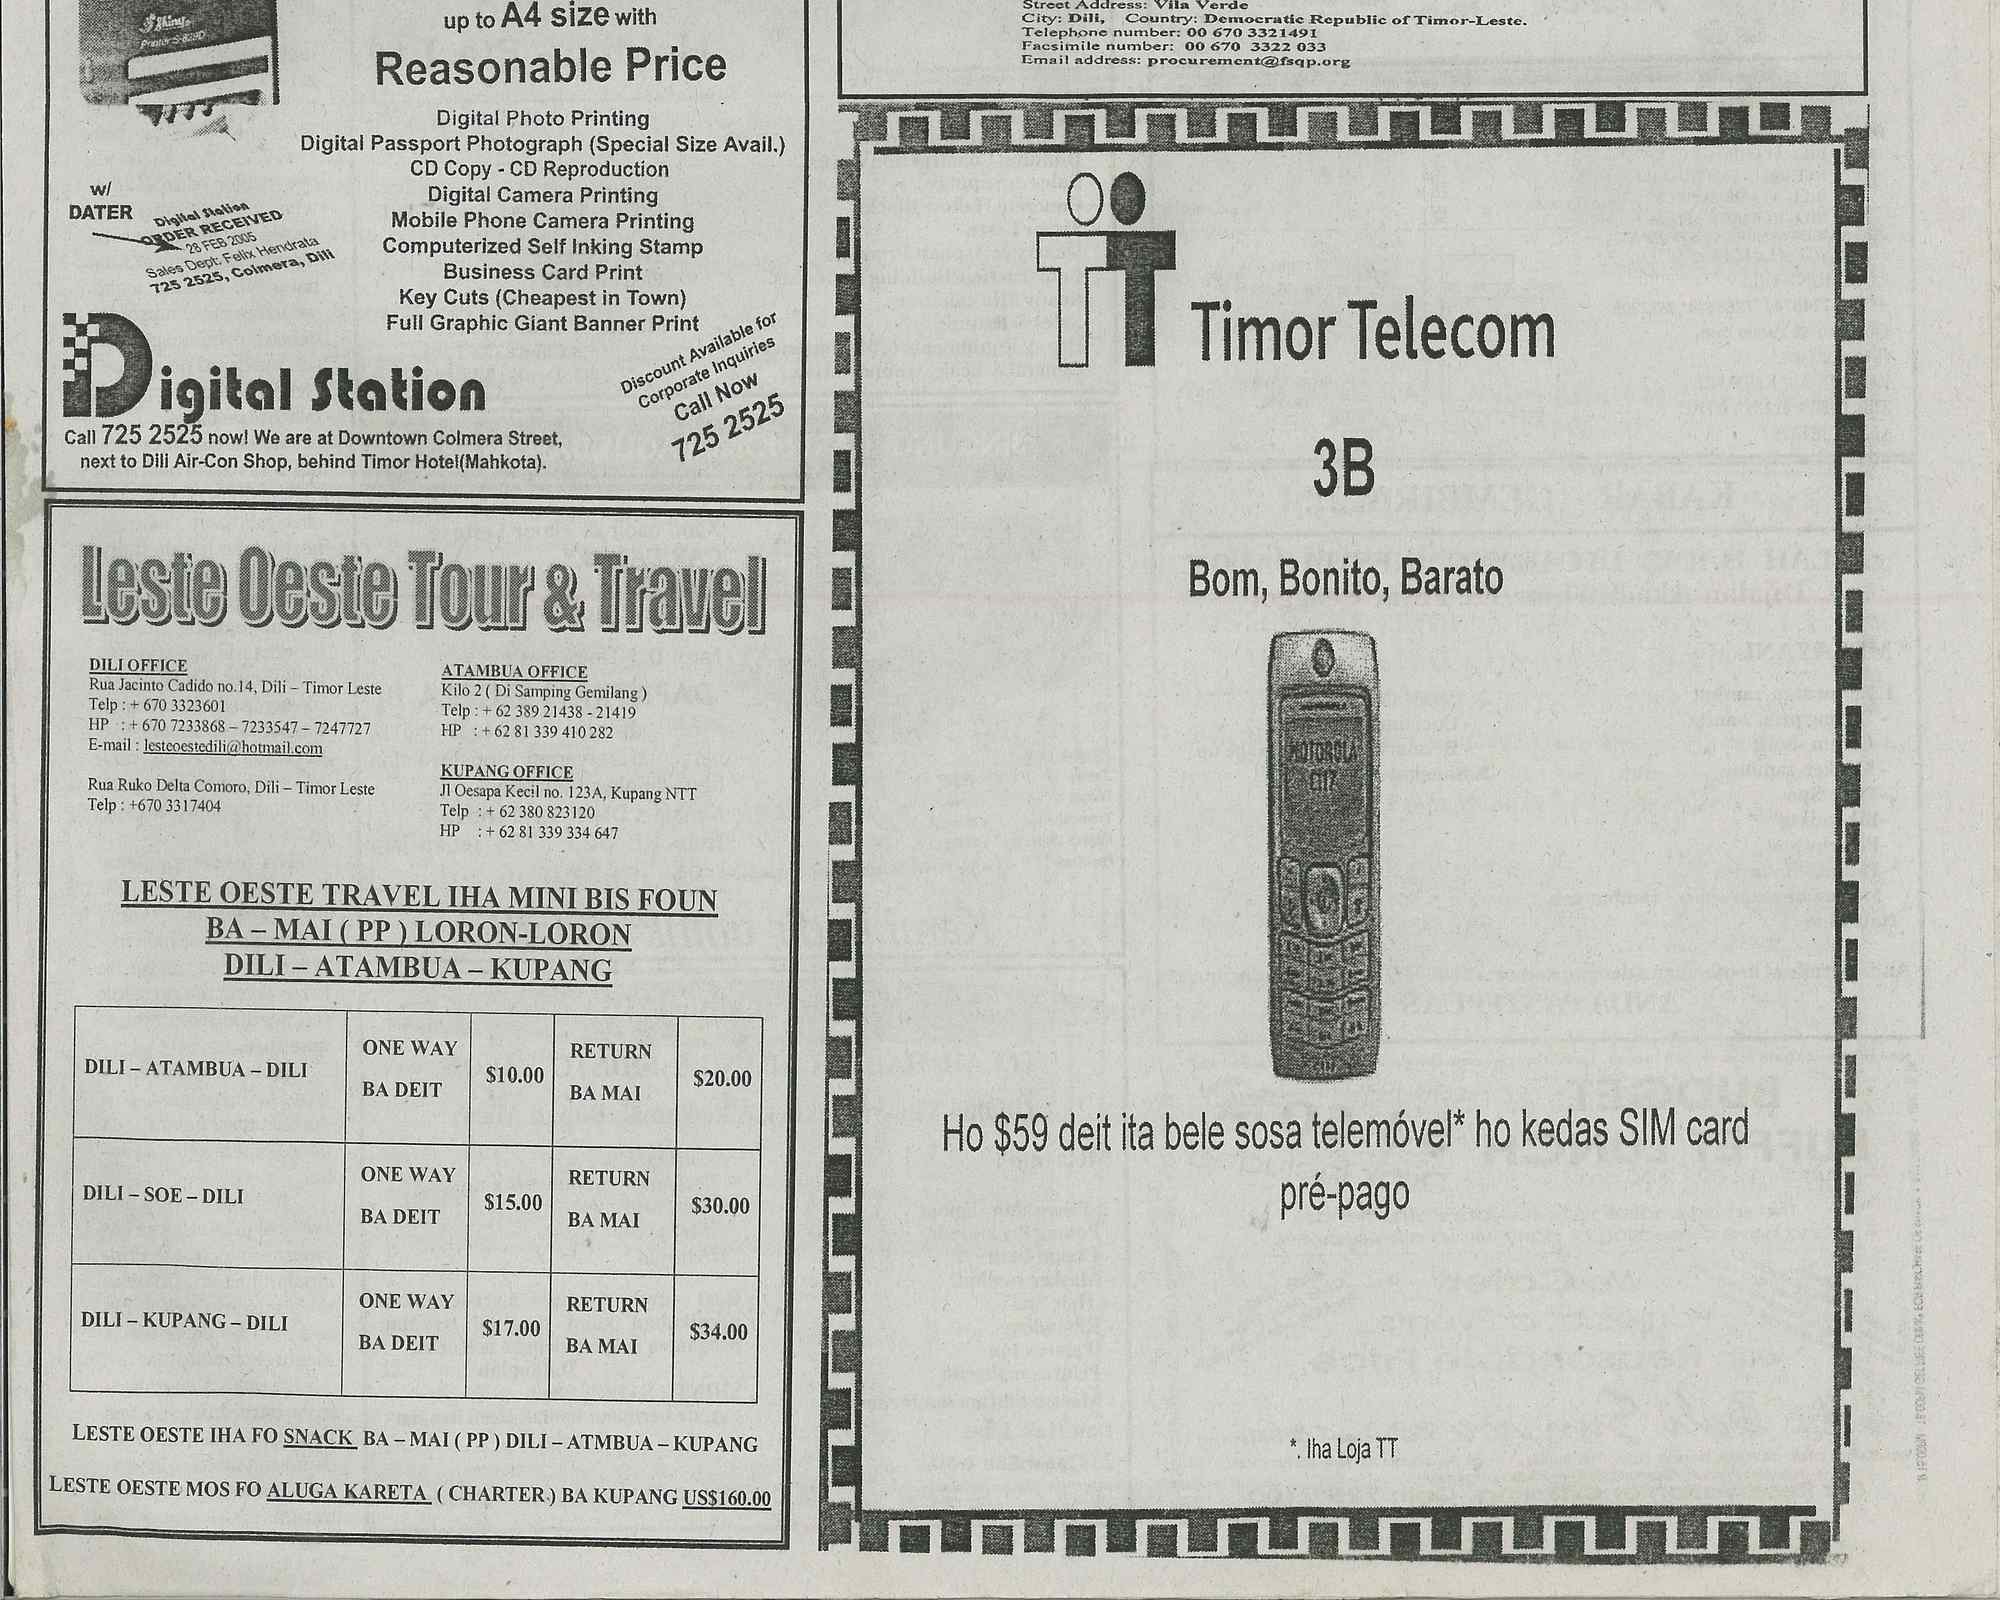 Shiny
Printer S-829D
up to A4 size with
Reasonable Price
Digital Photo Printing
Digital Passport Photograph (Special Size Avail.)
CD Copy - CD Reproduction
Digital Camera Printing
Mobile Phone Camera Printing
Computerized Self Inking Stamp
Business Card Print
Key Cuts (Cheapest in Town)
Full Graphic Giant Banner Print
w/
DATER
Digital Station
ORDER RECEIVED
28 FEB 2005
Sales Dept: Felix Hendrata
725 2525, Colmera, Dili
Discount Available for
Corporate Inquiries
Call Now
725 2525
Digital Station
Call 725 2525 now! We are at Downtown Colmera Street,
next to Dili Air-Con Shop, behind Timor Hotel(Mahkota).
Leste Oeste Tour & Travel
DILI OFFICE
Rua Jacinto Cadido no.14, Dili – Timor Leste
Telp : + 670 3323601
HP : + 670 7233868 – 7233547 – 7247727
E-mail : lesteoestedili@hotmail.com
Rua Ruko Delta Comoro, Dili – Timor Leste
Telp : +670 3317404
ATAMBUA OFFICE
Kilo 2 ( Di Samping Gemilang )
Telp : + 62 389 21438 - 21419
HP : + 62 81 339 410 282
KUPANG OFFICE
Jl Oesapa Kecil no. 123A, Kupang NTT
Telp : + 62 380 823120
HP : + 62 81 339 334 647
LESTE OESTE TRAVEL IHA MINI BIS FOUN
BA – MAI ( PP ) LORON-LORON
DILI – ATAMBUA – KUPANG
DILI – ATAMBUA – DILI ONE WAY BA DEIT $10.00 RETURN BA MAI $20.00
DILI – SOE – DILI ONE WAY BA DEIT $15.00 RETURN BA MAI $30.00
DILI – KUPANG – DILI ONE WAY BA DEIT $17.00 RETURN BA MAI $34.00
LESTE OESTE IHA FO SNACK BA – MAI ( PP ) DILI – ATMBUA – KUPANG
LESTE OESTE MOS FO ALUGA KARETA ( CHARTER ) BA KUPANG US$160.00
Street Address: Vila Verde
City: Dili, Country: Democratic Republic of Timor-Leste.
Telephone number: 00 670 3321491
Facsimile number: 00 670 3322 033
Email address: procurement@fsqp.org
Timor Telecom
3B
Bom, Bonito, Barato
MOTOROLA
C117
Ho $59 deit ita bele sosa telemóvel* ho kedas SIM card
pré-pago
*. Iha Loja TT